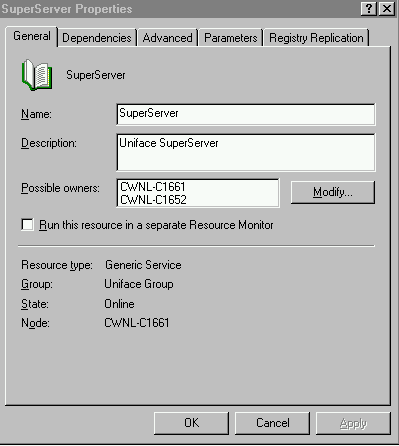 SuperServer Properties
General Dependencies Advanced Parameters Registry Replication
SuperServer
Name: SuperServer
Description: Uniface SuperServer
Possible owners: CWNL-C1661
CWNL-C1652
Modify...
Run this resource in a separate Resource Monitor
Resource type: Generic Service
Group: Uniface Group
State: Online
Node: CWNL-C1661
OK Cancel Apply